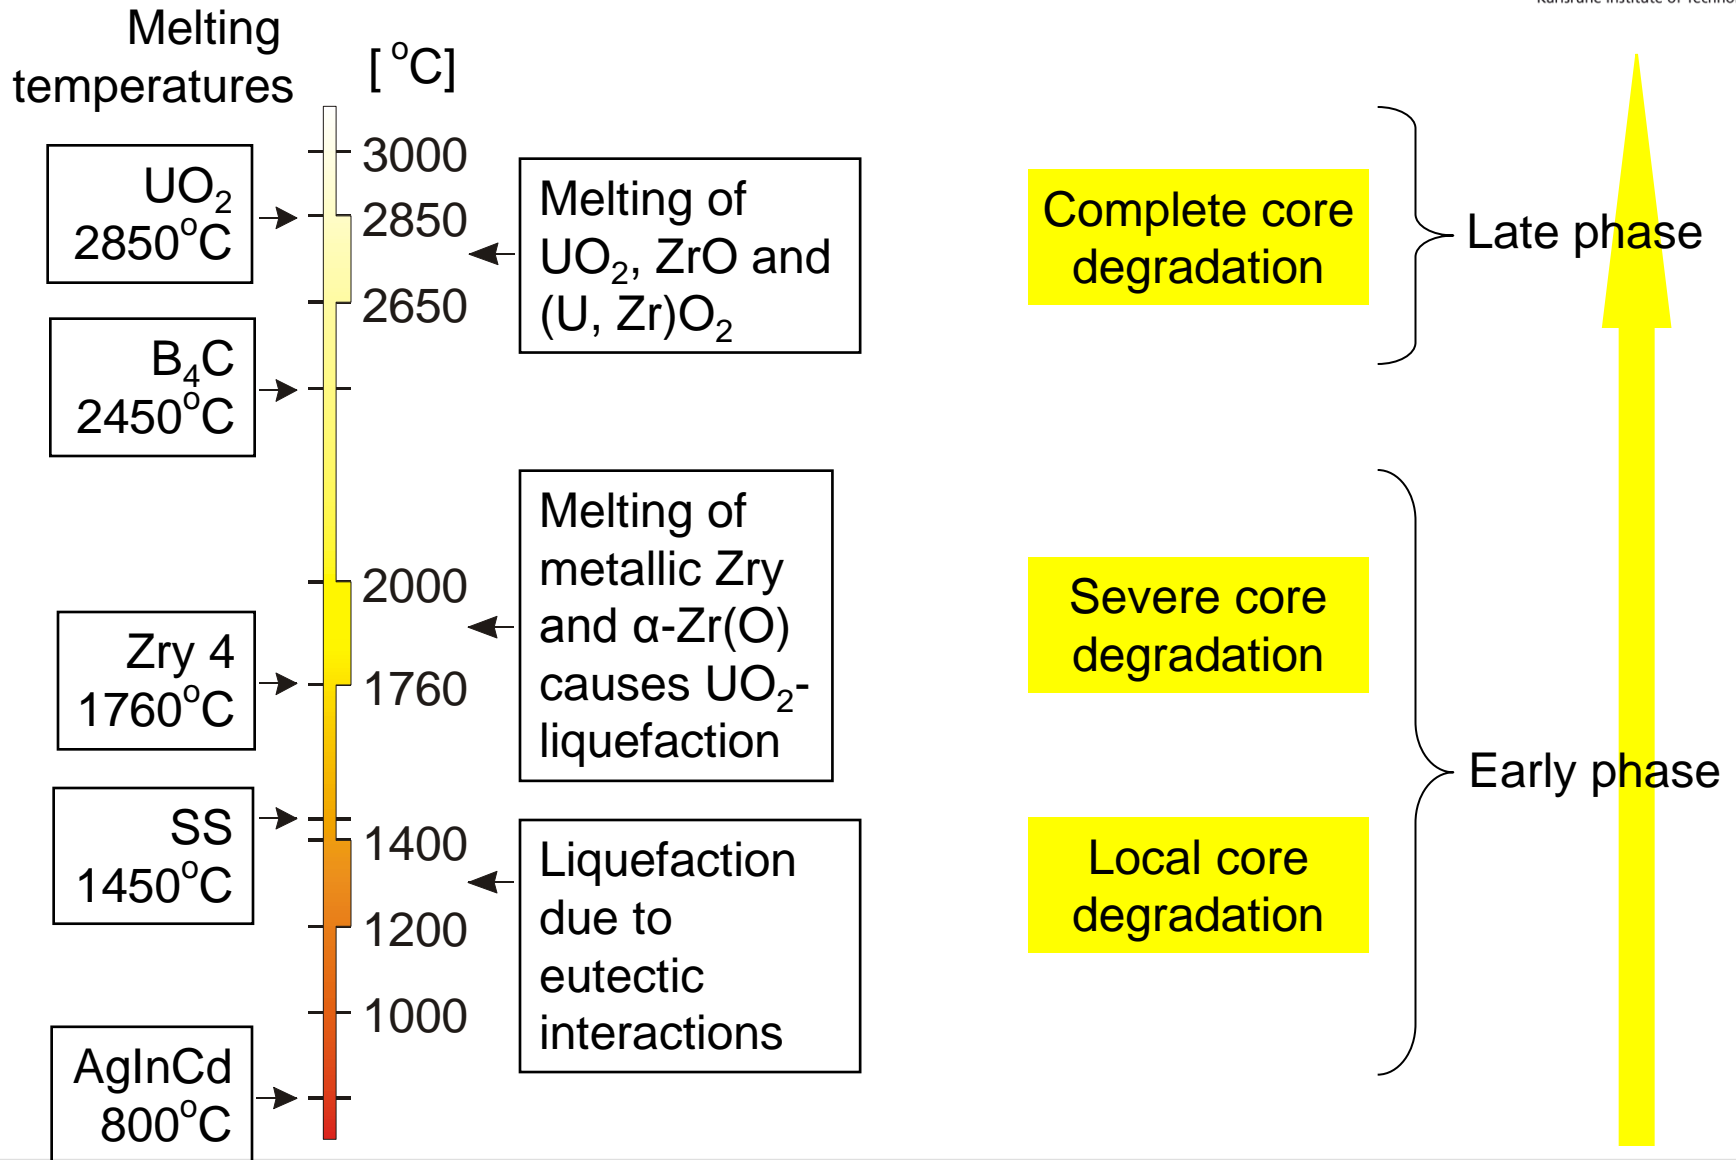 Melting
temperatures
[ °C]
3000
2850
2650
2000
1760
1400
1200
1000
UO₂
2850°C
B₄C
2450°C
Zry 4
1760°C
SS
1450°C
AgInCd
800°C
Melting of
UO₂, ZrO and
(U, Zr)O₂
Melting of
metallic Zry
and α-Zr(O)
causes UO₂-
liquefaction
Liquefaction
due to
eutectic
interactions
Complete core
degradation
Severe core
degradation
Local core
degradation
Late phase
Early phase